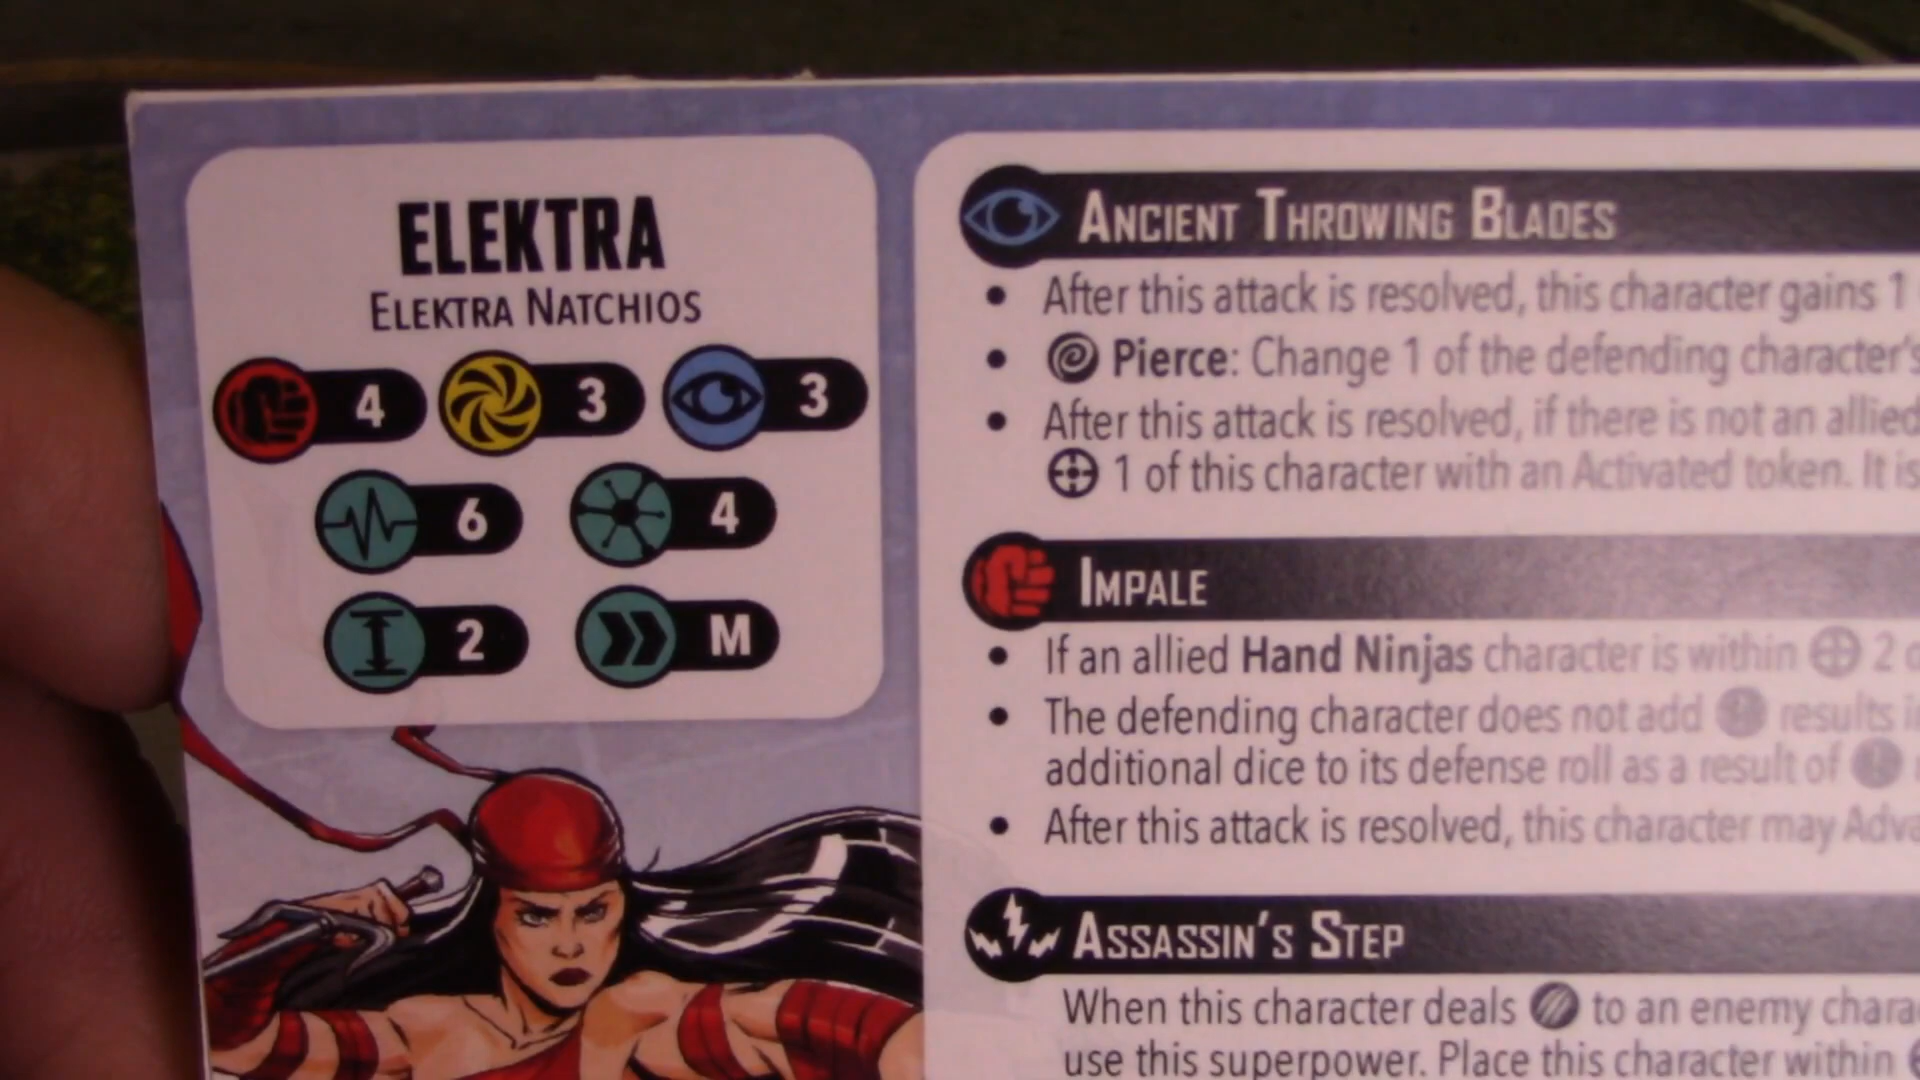 ELEKTRA
ELEKTRA NATCHIOS
4 3 3
6 4
2 M
ANCIENT THROWING BLADES
• After this attack is resolved, this character gains 1
• Pierce: Change 1 of the defending character's
• After this attack is resolved, if there is not an allied
1 of this character with an Activated token. It is
IMPALE
• If an allied Hand Ninjas character is within 2
• The defending character does not add results
additional dice to its defense roll as a result of
• After this attack is resolved, this character may
ASSASSIN'S STEP
When this character deals to an enemy
use this superpower. Place this character within